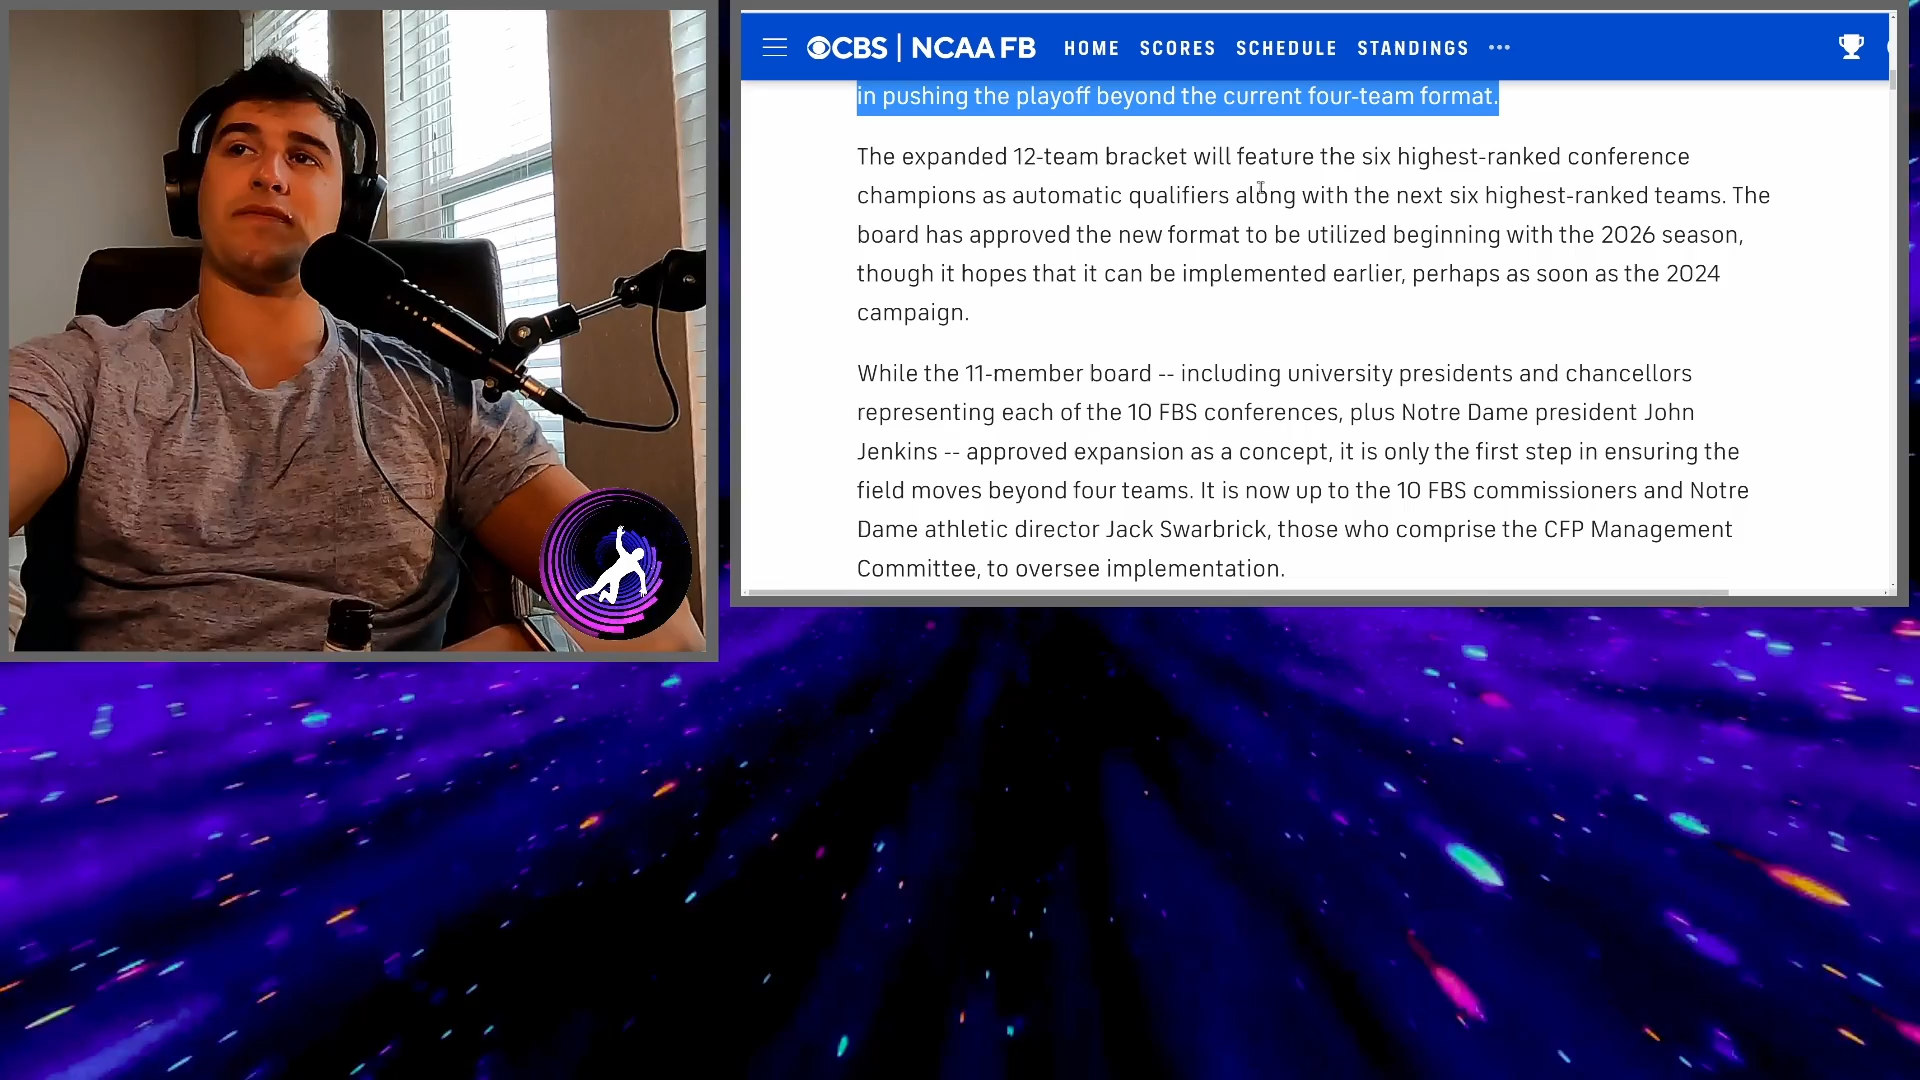 CBS | NCAA FB HOME SCORES SCHEDULE STANDINGS
in pushing the playoff beyond the current four-team format.
The expanded 12-team bracket will feature the six highest-ranked conference
champions as automatic qualifiers along with the next six highest-ranked teams. The
board has approved the new format to be utilized beginning with the 2026 season,
though it hopes that it can be implemented earlier, perhaps as soon as the 2024
campaign.
While the 11-member board -- including university presidents and chancellors
representing each of the 10 FBS conferences, plus Notre Dame president John
Jenkins -- approved expansion as a concept, it is only the first step in ensuring the
field moves beyond four teams. It is now up to the 10 FBS commissioners and Notre
Dame athletic director Jack Swarbrick, those who comprise the CFP Management
Committee, to oversee implementation.